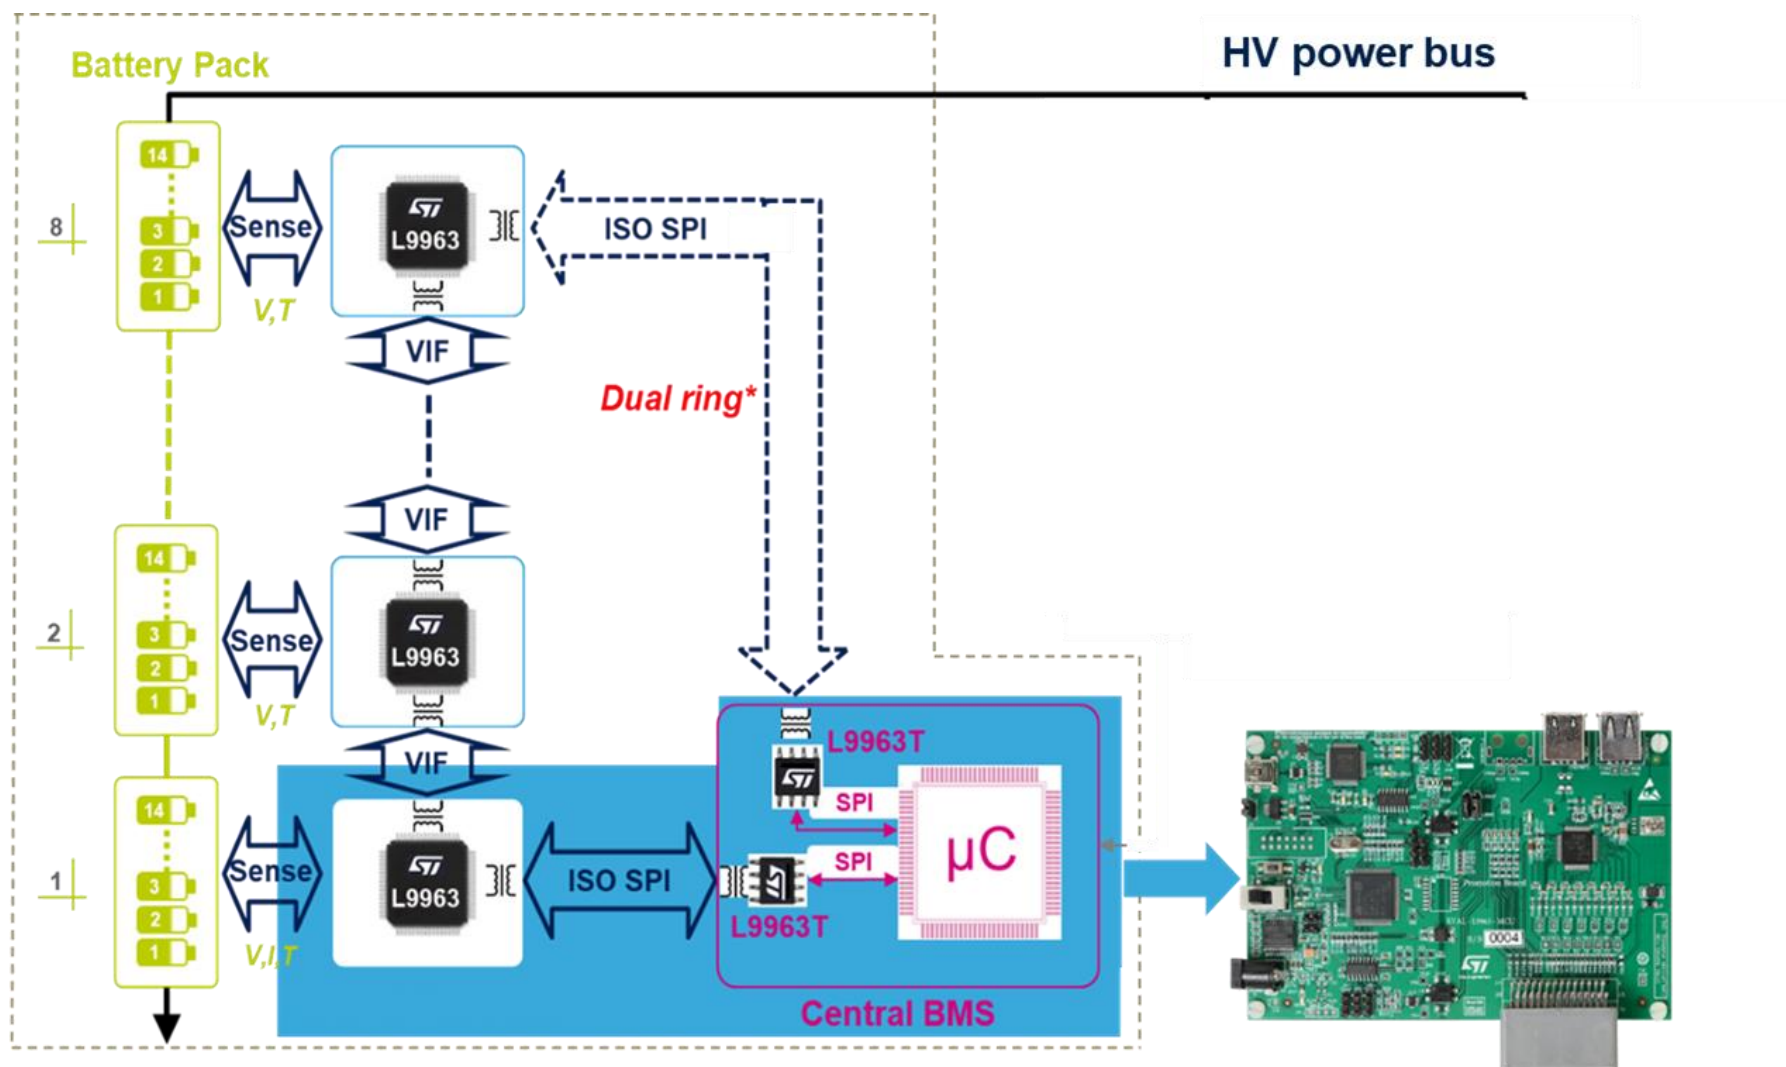 HV power bus
Battery Pack
14
3
2
1
8
Sense
V,T
L9963
ISO SPI
VIF
Dual ring*
VIF
14
3
2
1
2
Sense
V,T
L9963
VIF
14
3
2
1
1
Sense
V,I,T
L9963
ISO SPI
L9963T
SPI
SPI
L9963T
µC
Central BMS
0004